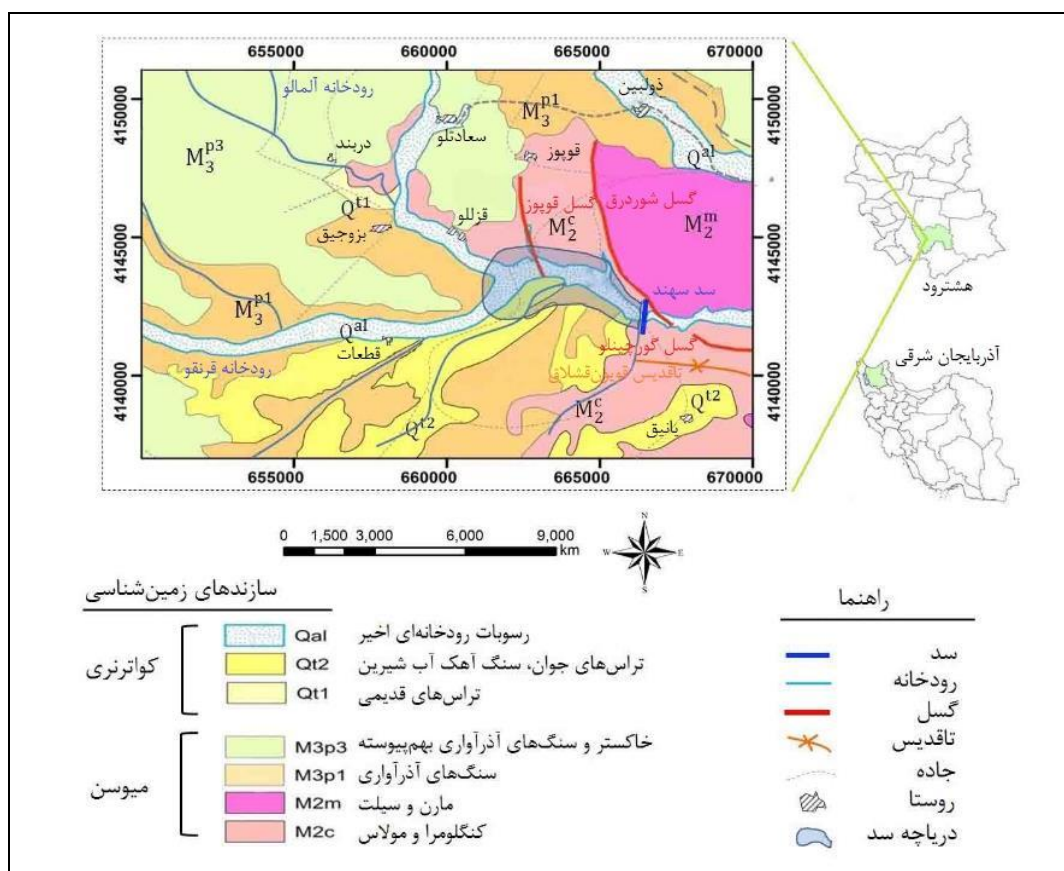 655000 660000 665000 670000
4150000
4145000
4140000
4150000
4145000
4140000
رودخانه آلمالو
ذولبین
سعادتلو
M₃ᵖ¹
M₃ᵖ³
دربند
قوپوز
Qᵃˡ
Qᵗ¹
گسل قوپوز
گسل شوردرق
بزوجیق
قزللو
M₂ᶜ
M₂ᵐ
سد سهند
M₃ᵖ¹
Qᵃˡ
قطعات
رودخانه قرنقو
گسل گورچینلو
تاقدیس قویون‌قشلاق
M₂ᶜ
Qᵗ²
Qᵗ²
یانیق
655000 660000 665000 670000
هشترود
آذربایجان شرقی
0 1,500 3,000 6,000 9,000
km
N
W E
S
سازندهای زمین‌شناسی
کواترنری
Qal رسوبات رودخانه‌ای اخیر
Qt2 تراس‌های جوان، سنگ آهک آب شیرین
Qt1 تراس‌های قدیمی
میوسن
M3p3 خاکستر و سنگ‌های آذرآواری بهم‌پیوسته
M3p1 سنگ‌های آذرآواری
M2m مارن و سیلت
M2c کنگلومرا و مولاس
راهنما
سد
رودخانه
گسل
تاقدیس
جاده
روستا
دریاچه سد